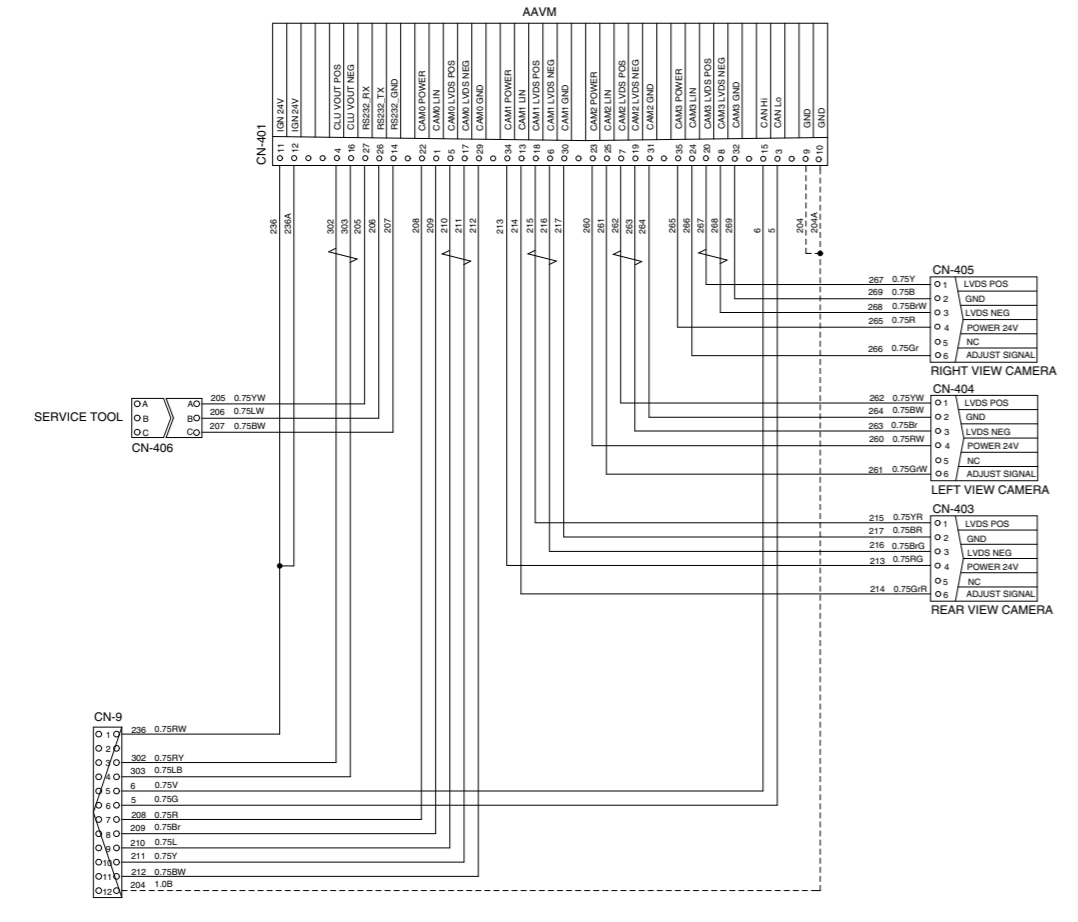 AAVM
CN-401
IGN 24V
IGN 24V
CLU VOUT POS
CLU VOUT NEG
RS232_RX
RS232_TX
RS232_GND
CAM0 POWER
CAM0 LIN
CAM0 LVDS POS
CAM0 LVDS NEG
CAM0 GND
CAM1 POWER
CAM1 LIN
CAM1 LVDS POS
CAM1 LVDS NEG
CAM1 GND
CAM2 POWER
CAM2 LIN
CAM2 LVDS POS
CAM2 LVDS NEG
CAM2 GND
CAM3 POWER
CAM3 LIN
CAM3 LVDS POS
CAM3 LVDS NEG
CAM3 GND
CAN Hi
CAN Lo
GND
GND
11 12 4 16 27 26 14 22 1 5 17 29 34 13 18 6 30 23 25 7 19 31 35 24 20 8 32 15 3 9 10
236 236A 302 303 205 206 207 208 209 210 211 212 213 214 215 216 217 260 261 262 263 264 265 266 267 268 269 6 5 204 204A
CN-405
267 0.75Y 1 LVDS POS
269 0.75B 2 GND
268 0.75BrW 3 LVDS NEG
265 0.75R 4 POWER 24V
5 NC
266 0.75Gr 6 ADJUST SIGNAL
RIGHT VIEW CAMERA
CN-404
262 0.75YW 1 LVDS POS
264 0.75BW 2 GND
263 0.75Br 3 LVDS NEG
260 0.75RW 4 POWER 24V
5 NC
261 0.75GrW 6 ADJUST SIGNAL
LEFT VIEW CAMERA
SERVICE TOOL
A A 205 0.75YW
B B 206 0.75LW
C C 207 0.75BW
CN-406
CN-403
215 0.75YR 1 LVDS POS
217 0.75BR 2 GND
216 0.75BrG 3 LVDS NEG
213 0.75RG 4 POWER 24V
5 NC
214 0.75GrR 6 ADJUST SIGNAL
REAR VIEW CAMERA
CN-9
1 236 0.75RW
2
3 302 0.75RY
4 303 0.75LB
5 6 0.75V
6 5 0.75G
7 208 0.75R
8 209 0.75Br
9 210 0.75L
10 211 0.75Y
11 212 0.75BW
12 204 1.0B